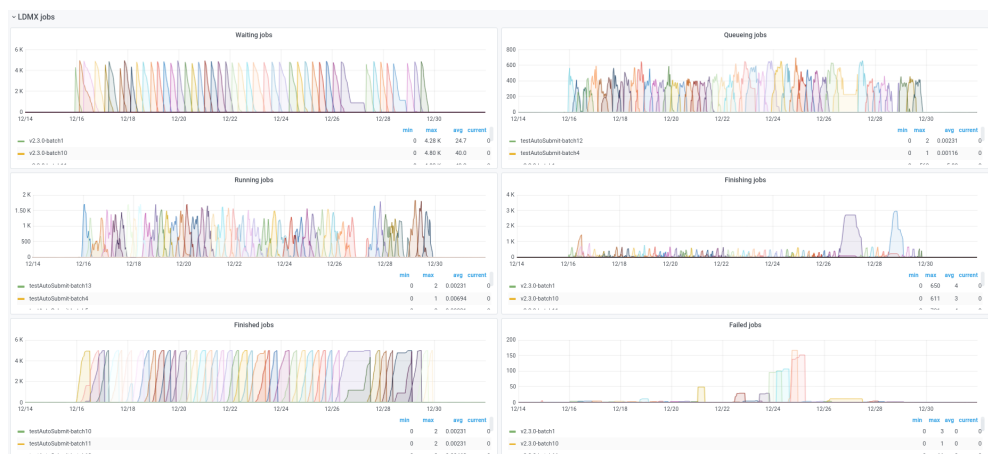 LDMX jobs
Waiting jobs
6 K
4 K
2 K
0
12/14 12/16 12/18 12/20 12/22 12/24 12/26 12/28 12/30
min max avg current
v2.3.0-batch1 0 4.28 K 24.7 0
v2.3.0-batch10 0 4.80 K 40.0 0
Queueing jobs
800
600
400
200
0
12/14 12/16 12/18 12/20 12/22 12/24 12/26 12/28 12/30
min max avg current
testAutoSubmit-batch12 0 2 0.00231 0
testAutoSubmit-batch4 0 1 0.00116 0
Running jobs
2 K
1.50 K
1 K
500
0
12/14 12/16 12/18 12/20 12/22 12/24 12/26 12/28 12/30
min max avg current
testAutoSubmit-batch13 0 2 0.00231 0
testAutoSubmit-batch4 0 1 0.00694 0
Finishing jobs
4 K
3 K
2 K
1 K
0
12/14 12/16 12/18 12/20 12/22 12/24 12/26 12/28 12/30
min max avg current
v2.3.0-batch1 0 650 4 0
v2.3.0-batch10 0 611 3 0
Finished jobs
6 K
4 K
2 K
0
12/14 12/16 12/18 12/20 12/22 12/24 12/26 12/28 12/30
min max avg current
testAutoSubmit-batch10 0 2 0.00231 0
testAutoSubmit-batch11 0 2 0.00231 0
Failed jobs
200
150
100
50
0
12/14 12/16 12/18 12/20 12/22 12/24 12/26 12/28 12/30
min max avg current
v2.3.0-batch1 0 3 0 0
v2.3.0-batch10 0 1 0 0